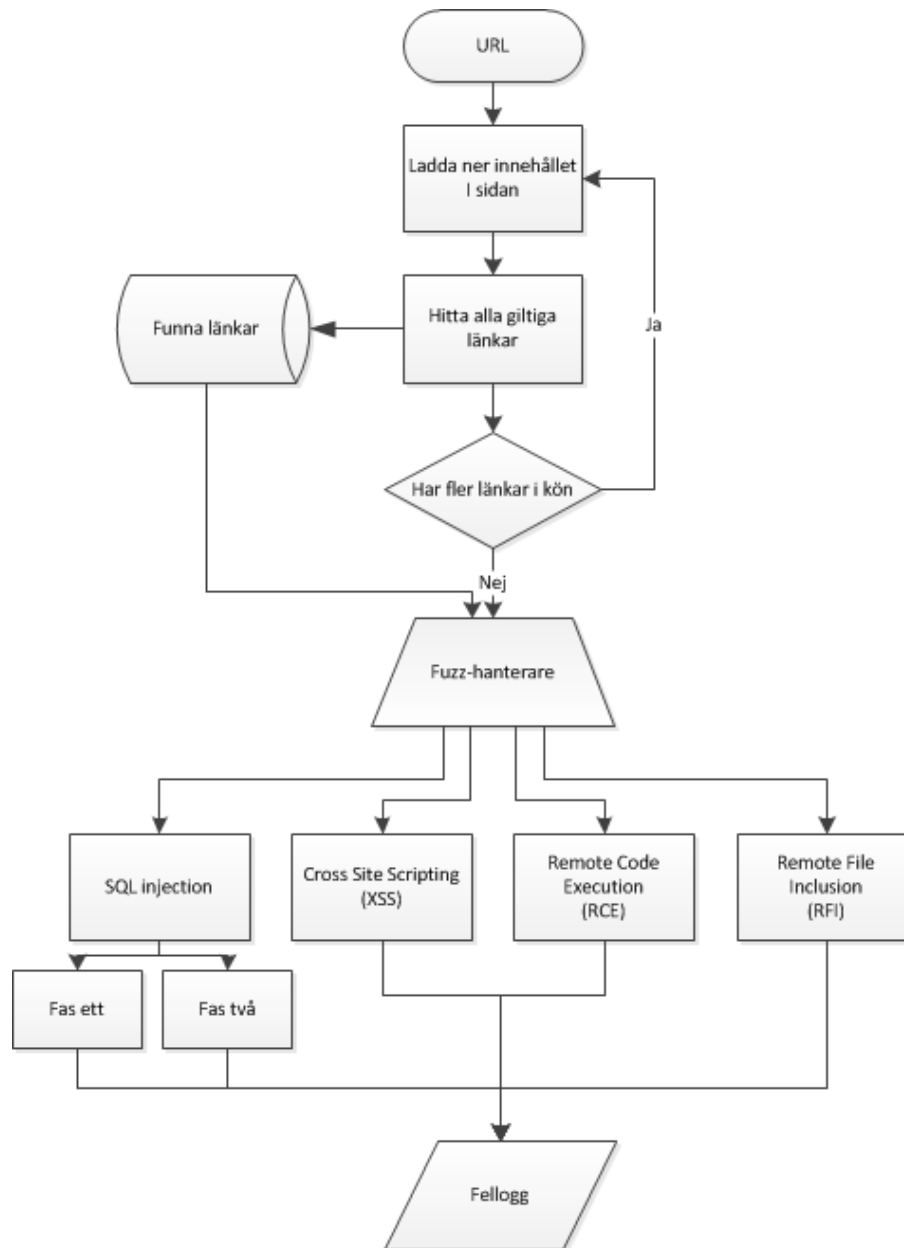 URL
Ladda ner innehållet
I sidan
Hitta alla giltiga
länkar
Funna länkar
Ja
Har fler länkar i kön
Nej
Fuzz-hanterare
SQL injection
Cross Site Scripting
(XSS)
Remote Code
Execution
(RCE)
Remote File
Inclusion
(RFI)
Fas ett
Fas två
Fellogg